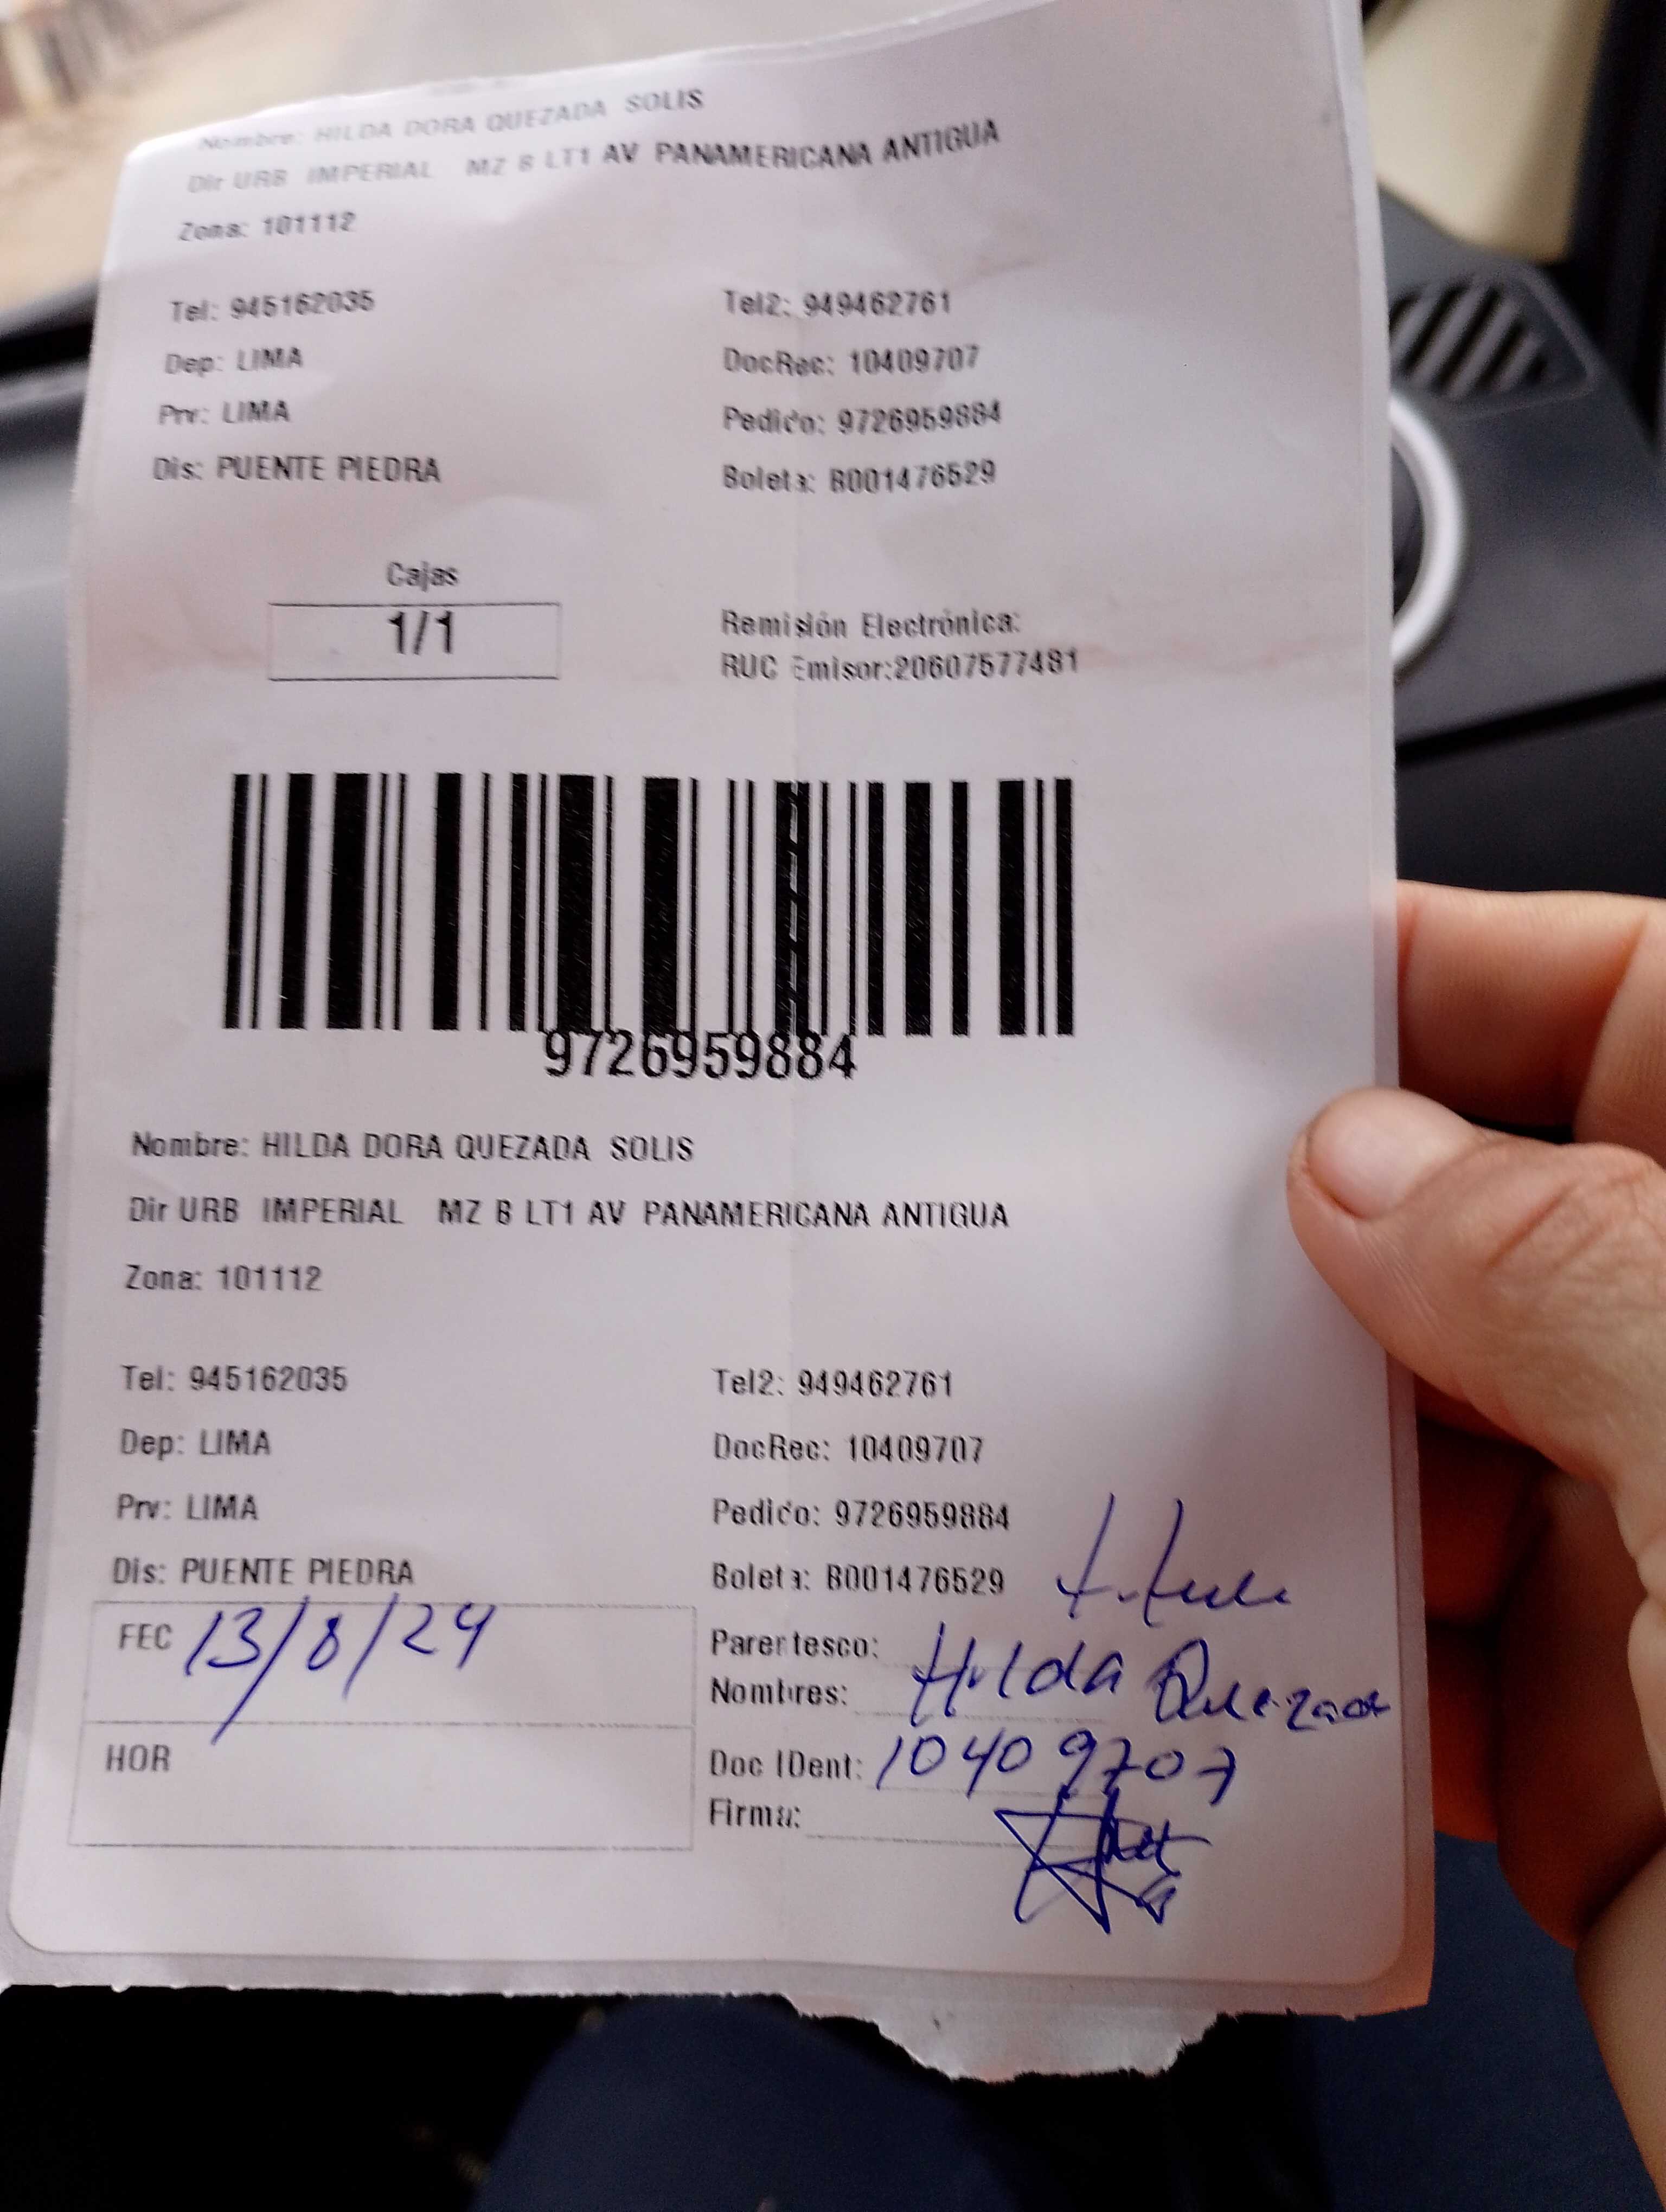 Nombre: HILDA DORA QUEZADA SOLIS
Dir URB IMPERIAL MZ B LT1 AV PANAMERICANA ANTIGUA
Zona: 101112
Tel: 945162035 Tel2: 949462761
Dep: LIMA DocRec: 10409707
Prv: LIMA Pedido: 9726959884
Dis: PUENTE PIEDRA Boleta: B001476529
Cajas
1/1
Remisión Electrónica:
RUC Emisor:20607577481
9726959884
Nombre: HILDA DORA QUEZADA SOLIS
Dir URB IMPERIAL MZ B LT1 AV PANAMERICANA ANTIGUA
Zona: 101112
Tel: 945162035 Tel2: 949462761
Dep: LIMA DocRec: 10409707
Prv: LIMA Pedido: 9726959884
Dis: PUENTE PIEDRA Boleta: B001476529
FEC 13/8/24
Parentesco:
Nombres: Hilda Quezada
HOR
Doc IDent: 10409707
Firma: